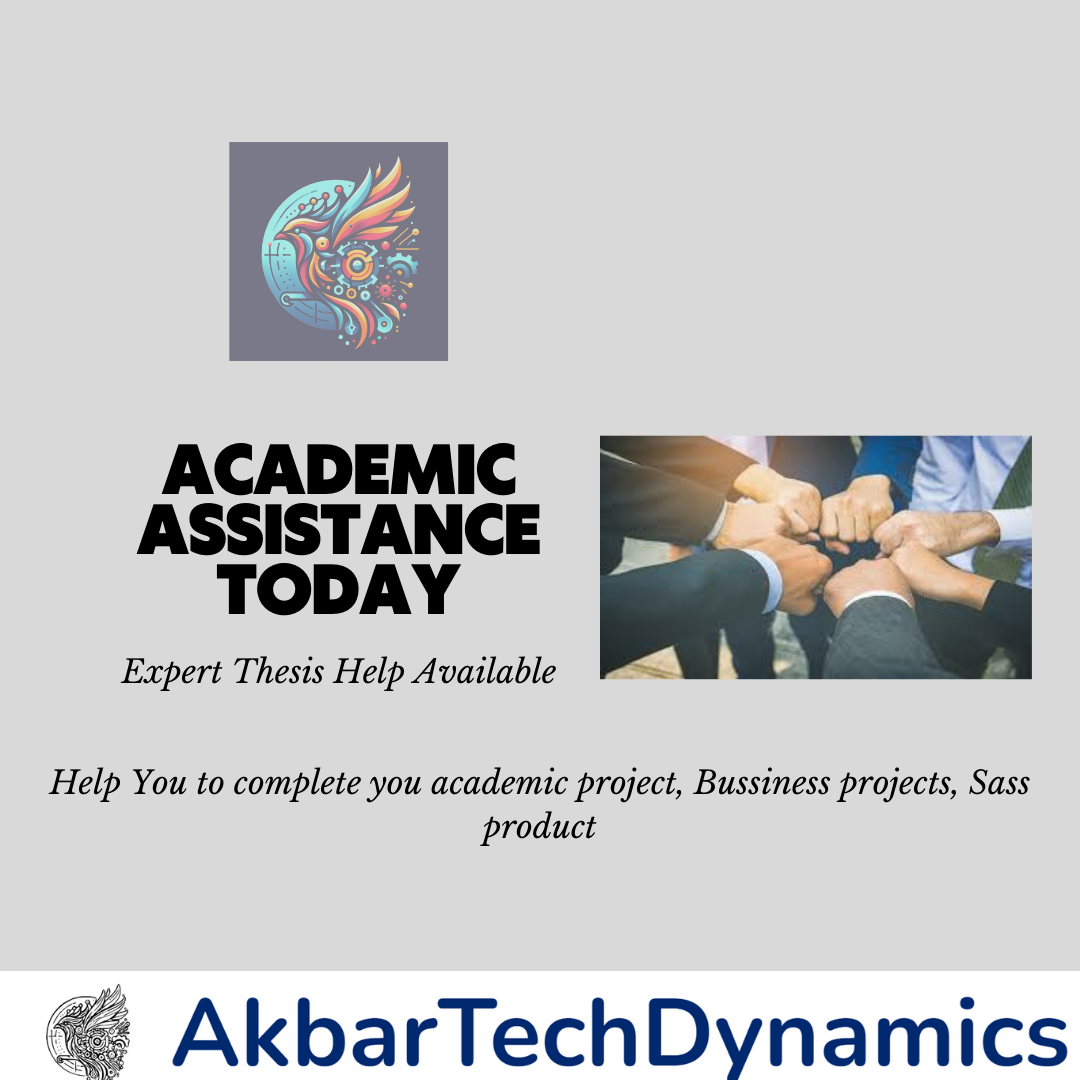 ACADEMIC
ASSISTANCE
TODAY
Expert Thesis Help Available
Help You to complete you academic project, Bussiness projects, Sass
product
AkbarTechDynamics